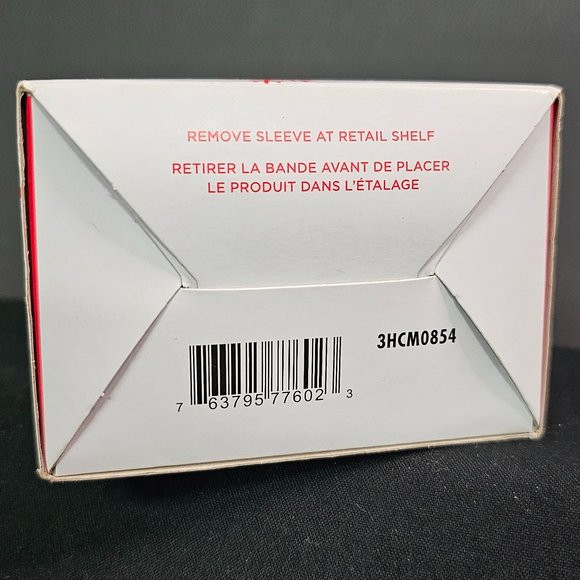 REMOVE SLEEVE AT RETAIL SHELF
RETIRER LA BANDE AVANT DE PLACER
LE PRODUIT DANS L'ÉTALAGE
3HCM0854
7 63795 77602 3